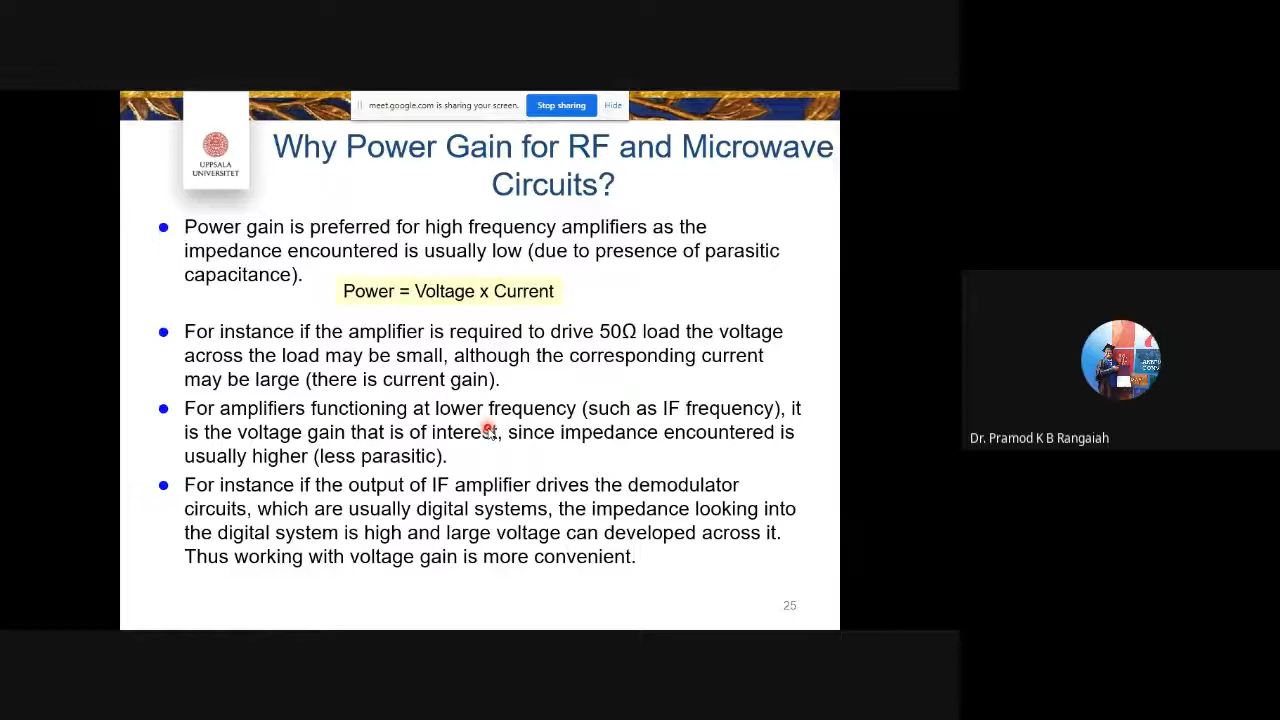 meet.google.com is sharing your screen. Stop sharing Hide
UPPSALA
UNIVERSITET
Why Power Gain for RF and Microwave
Circuits?
Power gain is preferred for high frequency amplifiers as the
impedance encountered is usually low (due to presence of parasitic
capacitance).
Power = Voltage x Current
For instance if the amplifier is required to drive 50Ω load the voltage
across the load may be small, although the corresponding current
may be large (there is current gain).
For amplifiers functioning at lower frequency (such as IF frequency), it
is the voltage gain that is of interest, since impedance encountered is
usually higher (less parasitic).
For instance if the output of IF amplifier drives the demodulator
circuits, which are usually digital systems, the impedance looking into
the digital system is high and large voltage can developed across it.
Thus working with voltage gain is more convenient.
25
Dr. Pramod K B Rangaiah